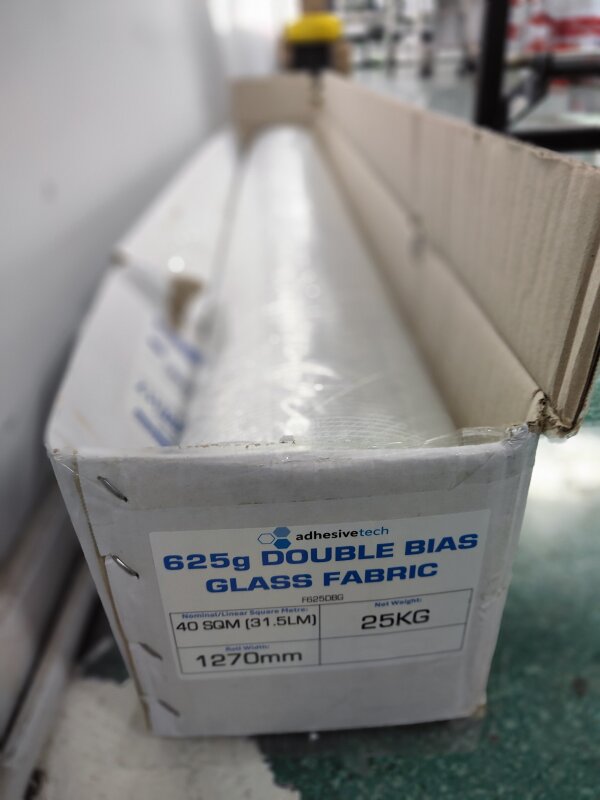 adhesivetech
625g DOUBLE BIAS
GLASS FABRIC
F625DBG
Nominal/Linear Square Metre:
40 SQM (31.5LM)
Net Weight:
25KG
Roll Width:
1270mm